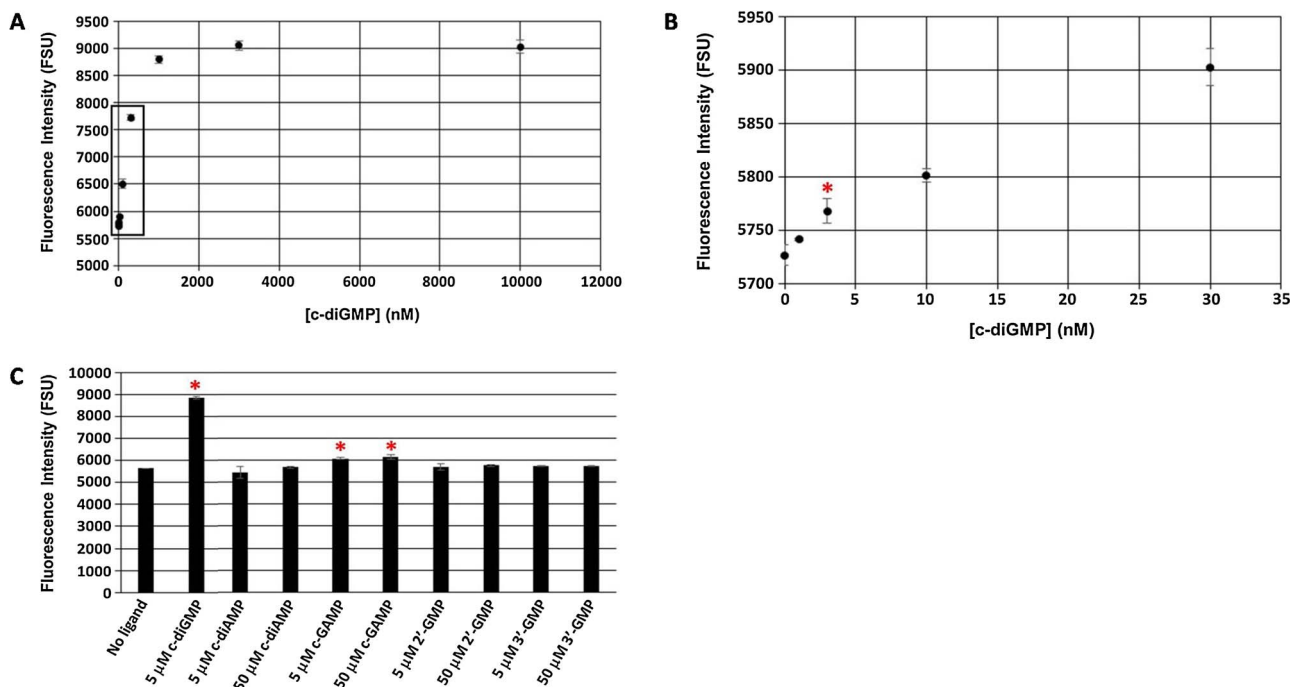 A
Fluorescence Intensity (FSU)
9500
9000
8500
8000
7500
7000
6500
6000
5500
5000
0
2000
4000
6000
8000
10000
12000
[c-diGMP] (nM)
B
Fluorescence Intensity (FSU)
5950
5900
5850
5800
5750
5700
*
0
5
10
15
20
25
30
35
[c-diGMP] (nM)
C
Fluorescence Intensity (FSU)
10000
9000
8000
7000
6000
5000
4000
3000
2000
1000
0
*
*
*
No ligand
5 µM c-diGMP
5 µM c-diAMP
50 µM c-diAMP
5 µM c-GAMP
50 µM c-GAMP
5 µM 2'-GMP
50 µM 2'-GMP
5 µM 3'-GMP
50 µM 3'-GMP